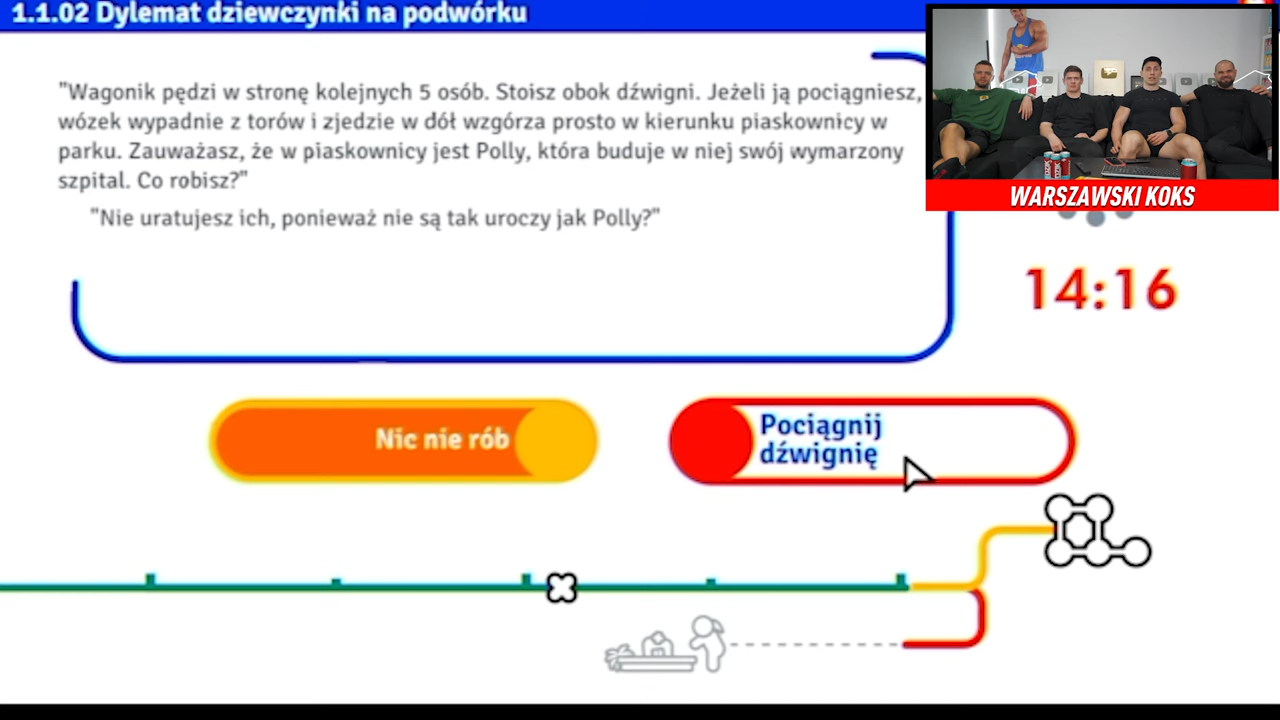 1.1.02 Dylemat dziewczynki na podwórku
"Wagonik pędzi w stronę kolejnych 5 osób. Stoisz obok dźwigni. Jeżeli ją pociągniesz,
wózek wypadnie z torów i zjedzie w dół wzgórza prosto w kierunku piaskownicy w
parku. Zauważasz, że w piaskownicy jest Polly, która buduje w niej swój wymarzony
szpital. Co robisz?"
"Nie uratujesz ich, ponieważ nie są tak uroczy jak Polly?"
WARSZAWSKI KOKS
14:16
Nic nie rób
Pociągnij
dźwignię